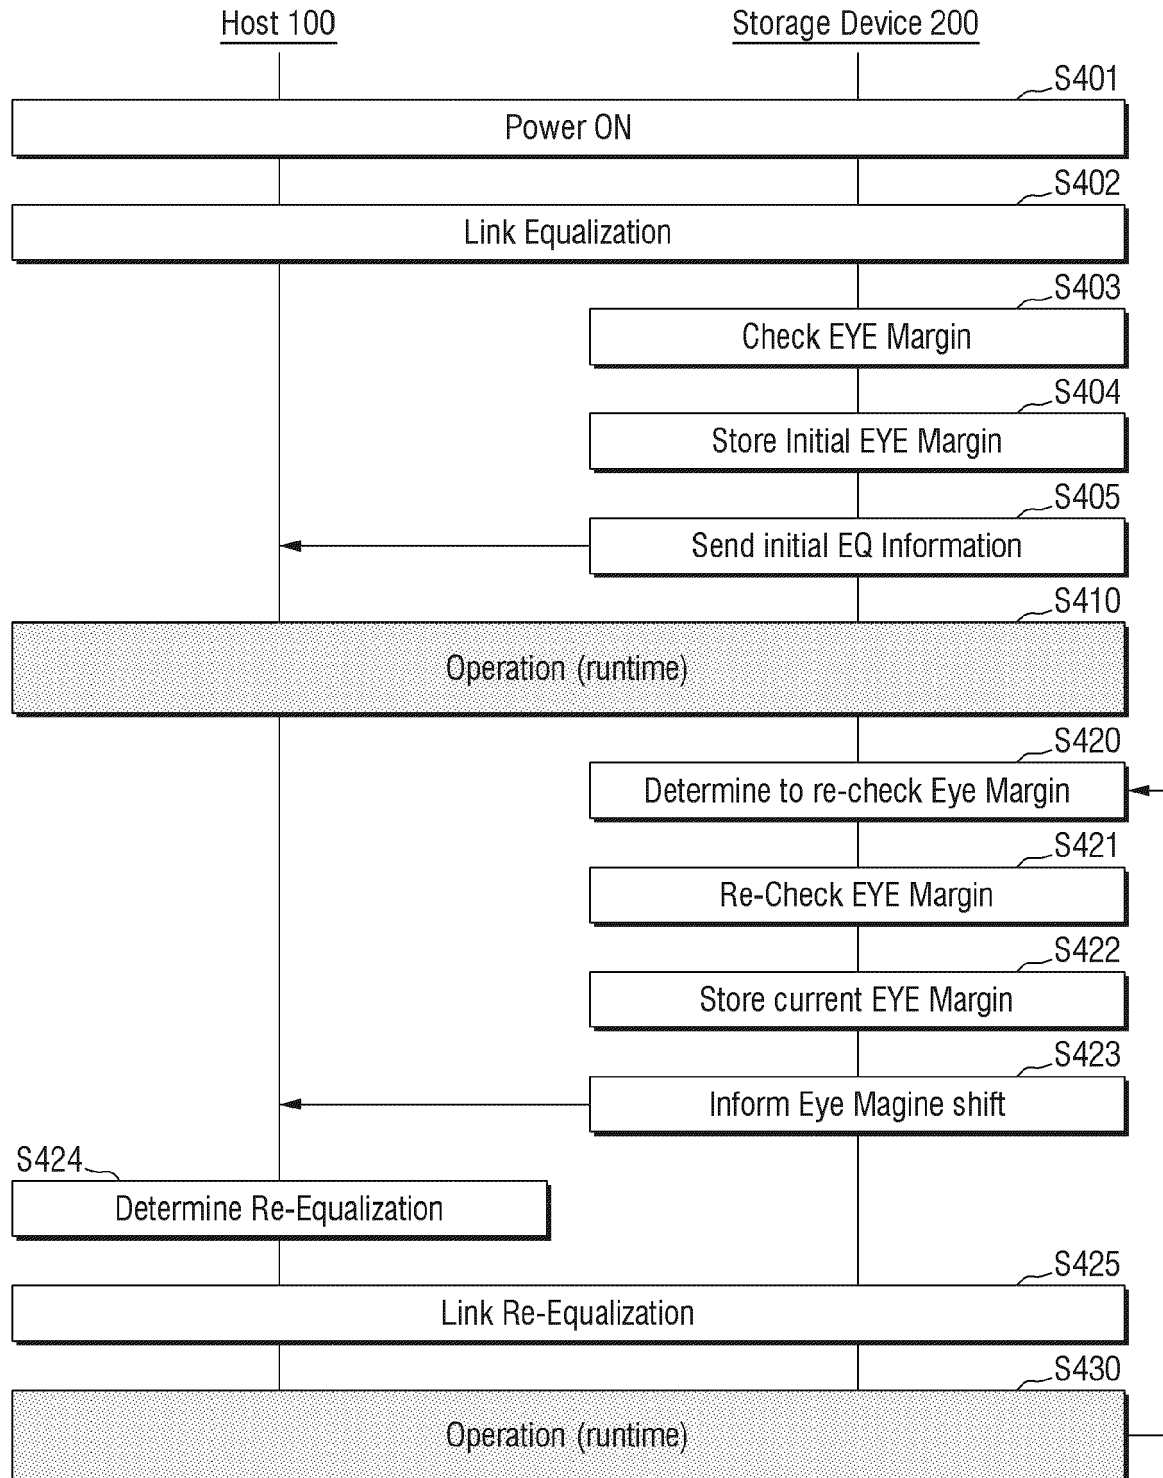 Host 100
Storage Device 200
S401
Power ON
S402
Link Equalization
S403
Check EYE Margin
S404
Store Initial EYE Margin
S405
Send initial EQ Information
S410
Operation (runtime)
S420
Determine to re-check Eye Margin
S421
Re-Check EYE Margin
S422
Store current EYE Margin
S423
Inform Eye Magine shift
S424
Determine Re-Equalization
S425
Link Re-Equalization
S430
Operation (runtime)